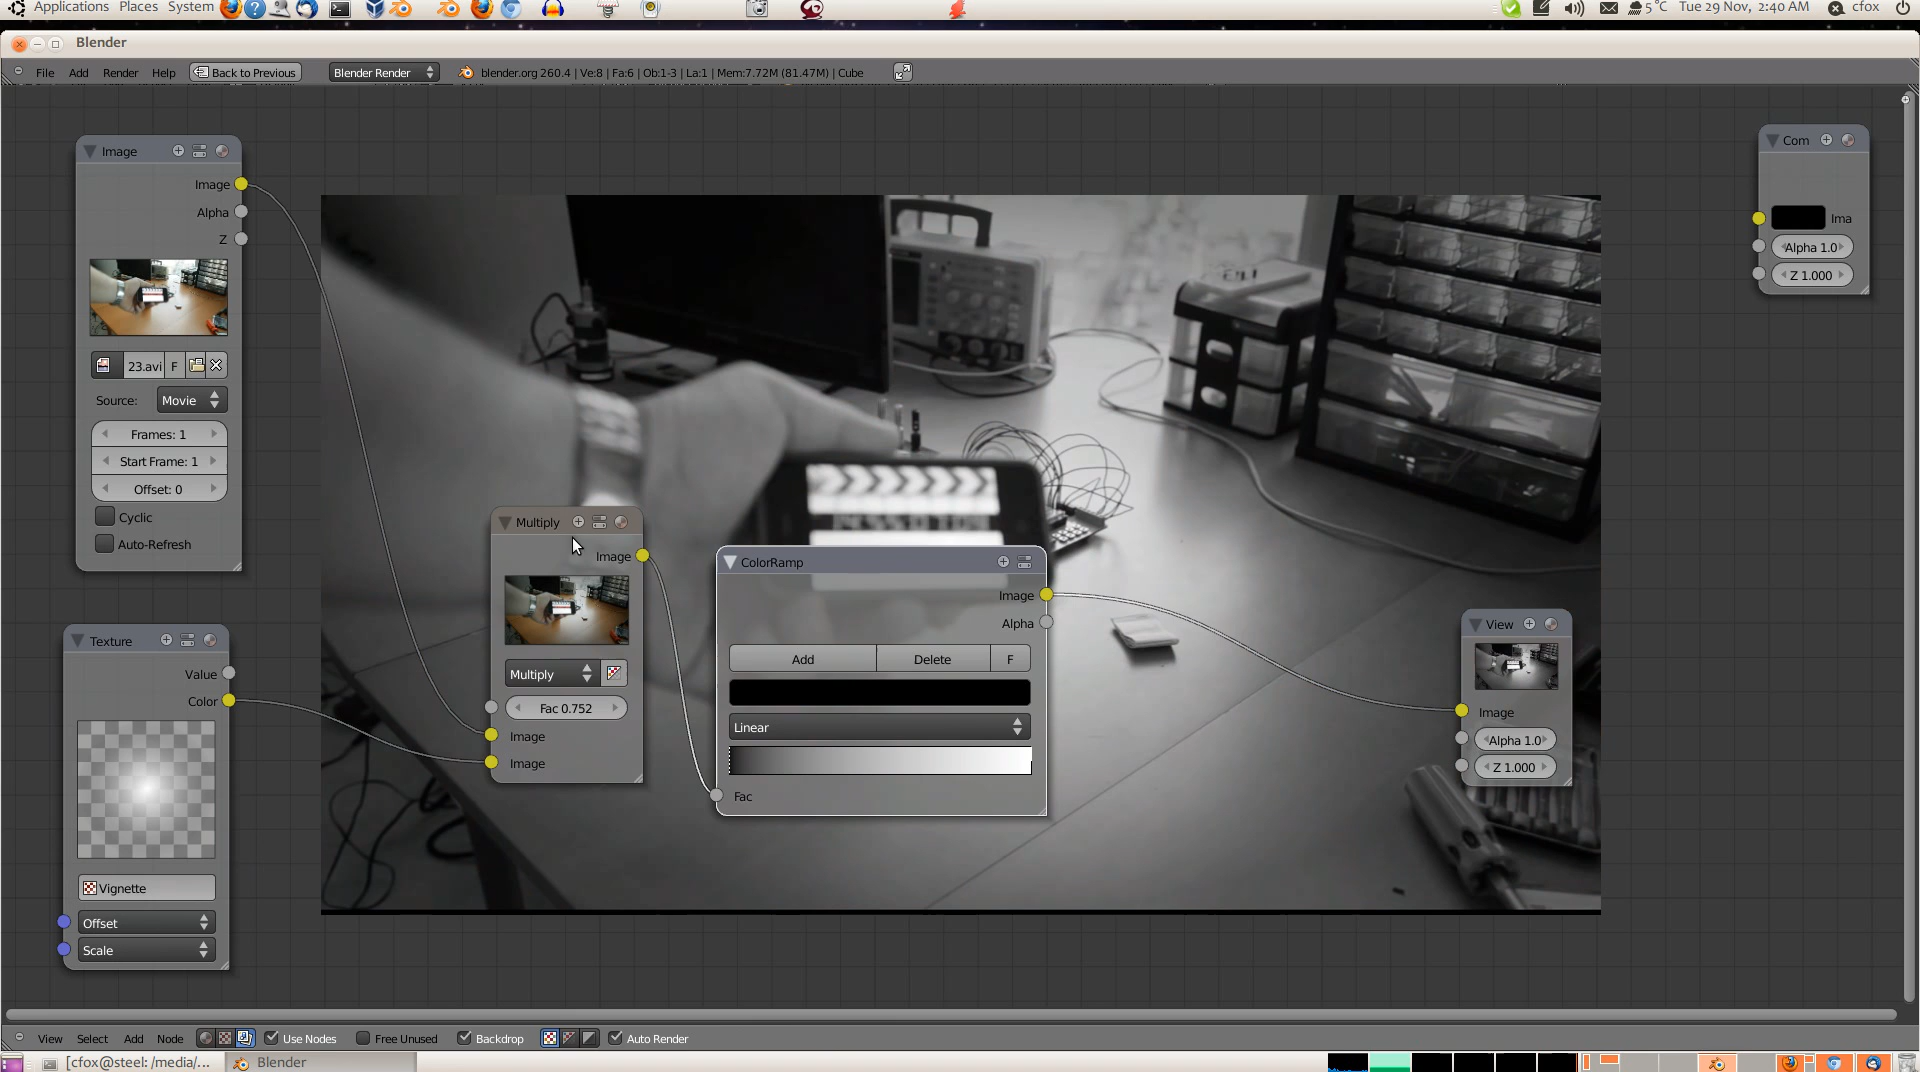 Applications Places System
5°C Tue 29 Nov, 2:40 AM cfox
Blender
File Add Render Help Back to Previous Blender Render blender.org 260.4 | Ve:8 | Fa:6 | Ob:1-3 | La:1 | Mem:7.72M (81.47M) | Cube
Image
Image
Alpha
Z
23.avi F
Source: Movie
Frames: 1
Start Frame: 1
Offset: 0
Cyclic
Auto-Refresh
Texture
Value
Color
Vignette
Offset
Scale
Multiply
Image
Multiply
Fac 0.752
Image
Image
ColorRamp
Image
Alpha
Add Delete F
Linear
Fac
View
Image
Alpha 1.0
Z 1.000
Com
Ima
Alpha 1.0
Z 1.000
View Select Add Node Use Nodes Free Unused Backdrop Auto Render
[cfox@steel: /media/... Blender